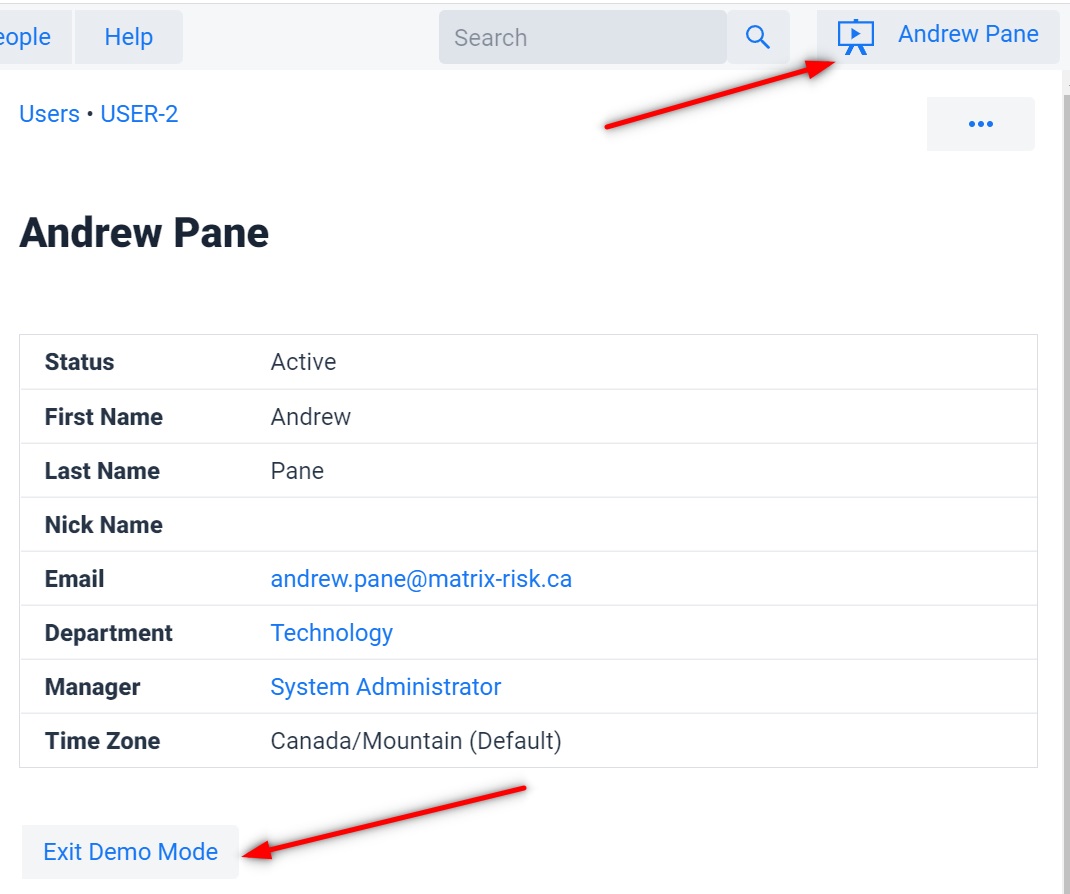 eople Help Search Andrew Pane
Users • USER-2
Andrew Pane
Status Active
First Name Andrew
Last Name Pane
Nick Name
Email andrew.pane@matrix-risk.ca
Department Technology
Manager System Administrator
Time Zone Canada/Mountain (Default)
Exit Demo Mode